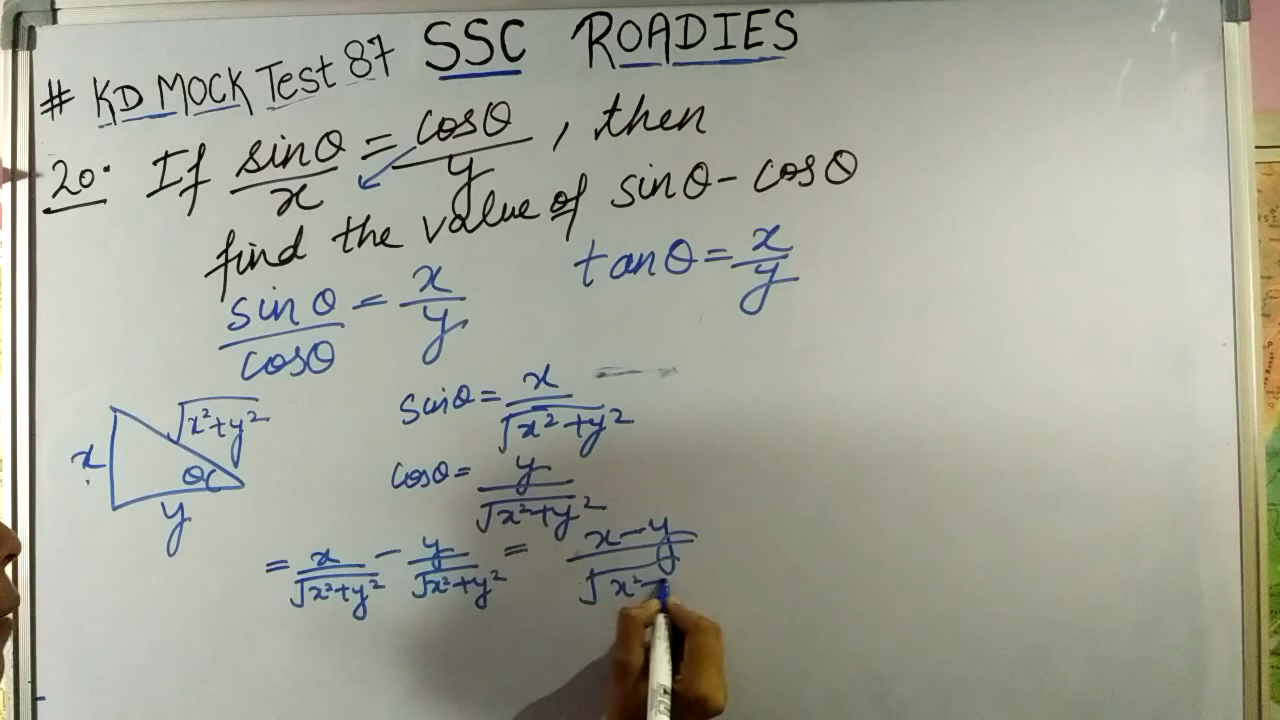 # KD MOCK Test 87 SSC ROADIES
20. If sinθ/x = cosθ/y, then
find the value of sinθ - cosθ
sinθ/cosθ = x/y
tanθ = x/y
x
√x²+y²
θ
y
sinθ = x/√x²+y²
cosθ = y/√x²+y²
= x/√x²+y² - y/√x²+y² = x-y/√x²